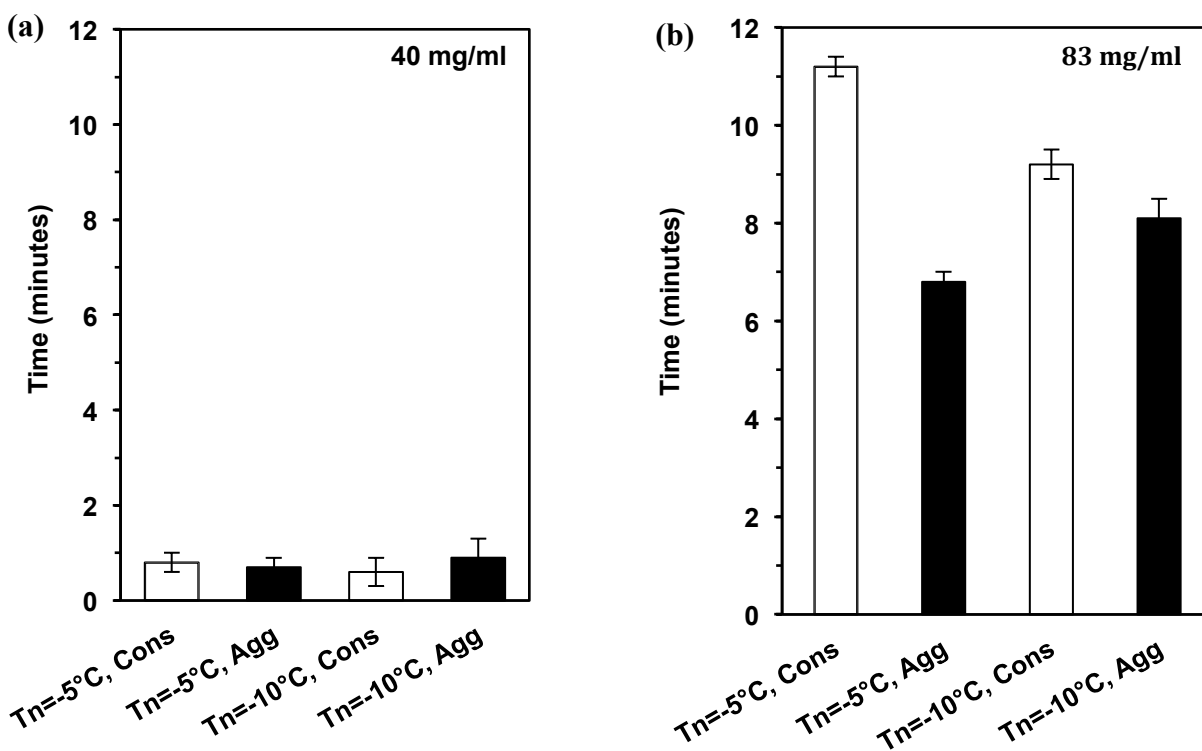 (a)
40 mg/ml
12
10
8
6
4
2
0
Time (minutes)
Tn=-5°C, Cons
Tn=-5°C, Agg
Tn=-10°C, Cons
Tn=-10°C, Agg
(b)
83 mg/ml
12
10
8
6
4
2
0
Time (minutes)
Tn=-5°C, Cons
Tn=-5°C, Agg
Tn=-10°C, Cons
Tn=-10°C, Agg